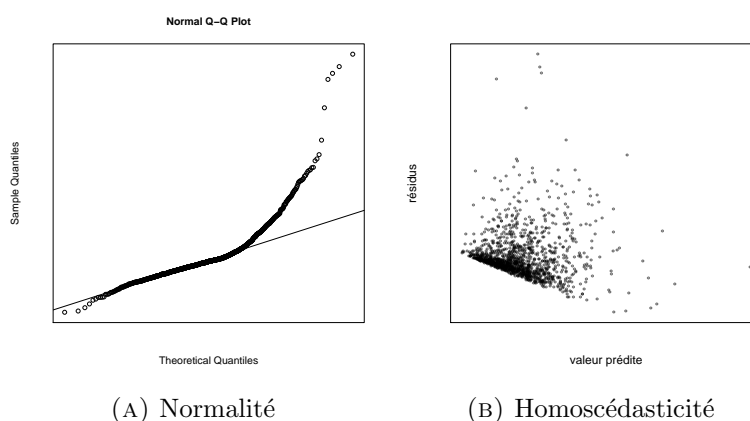 Normal Q−Q Plot
Sample Quantiles
Theoretical Quantiles
résidus
valeur prédite
(A) Normalité
(B) Homoscédasticité